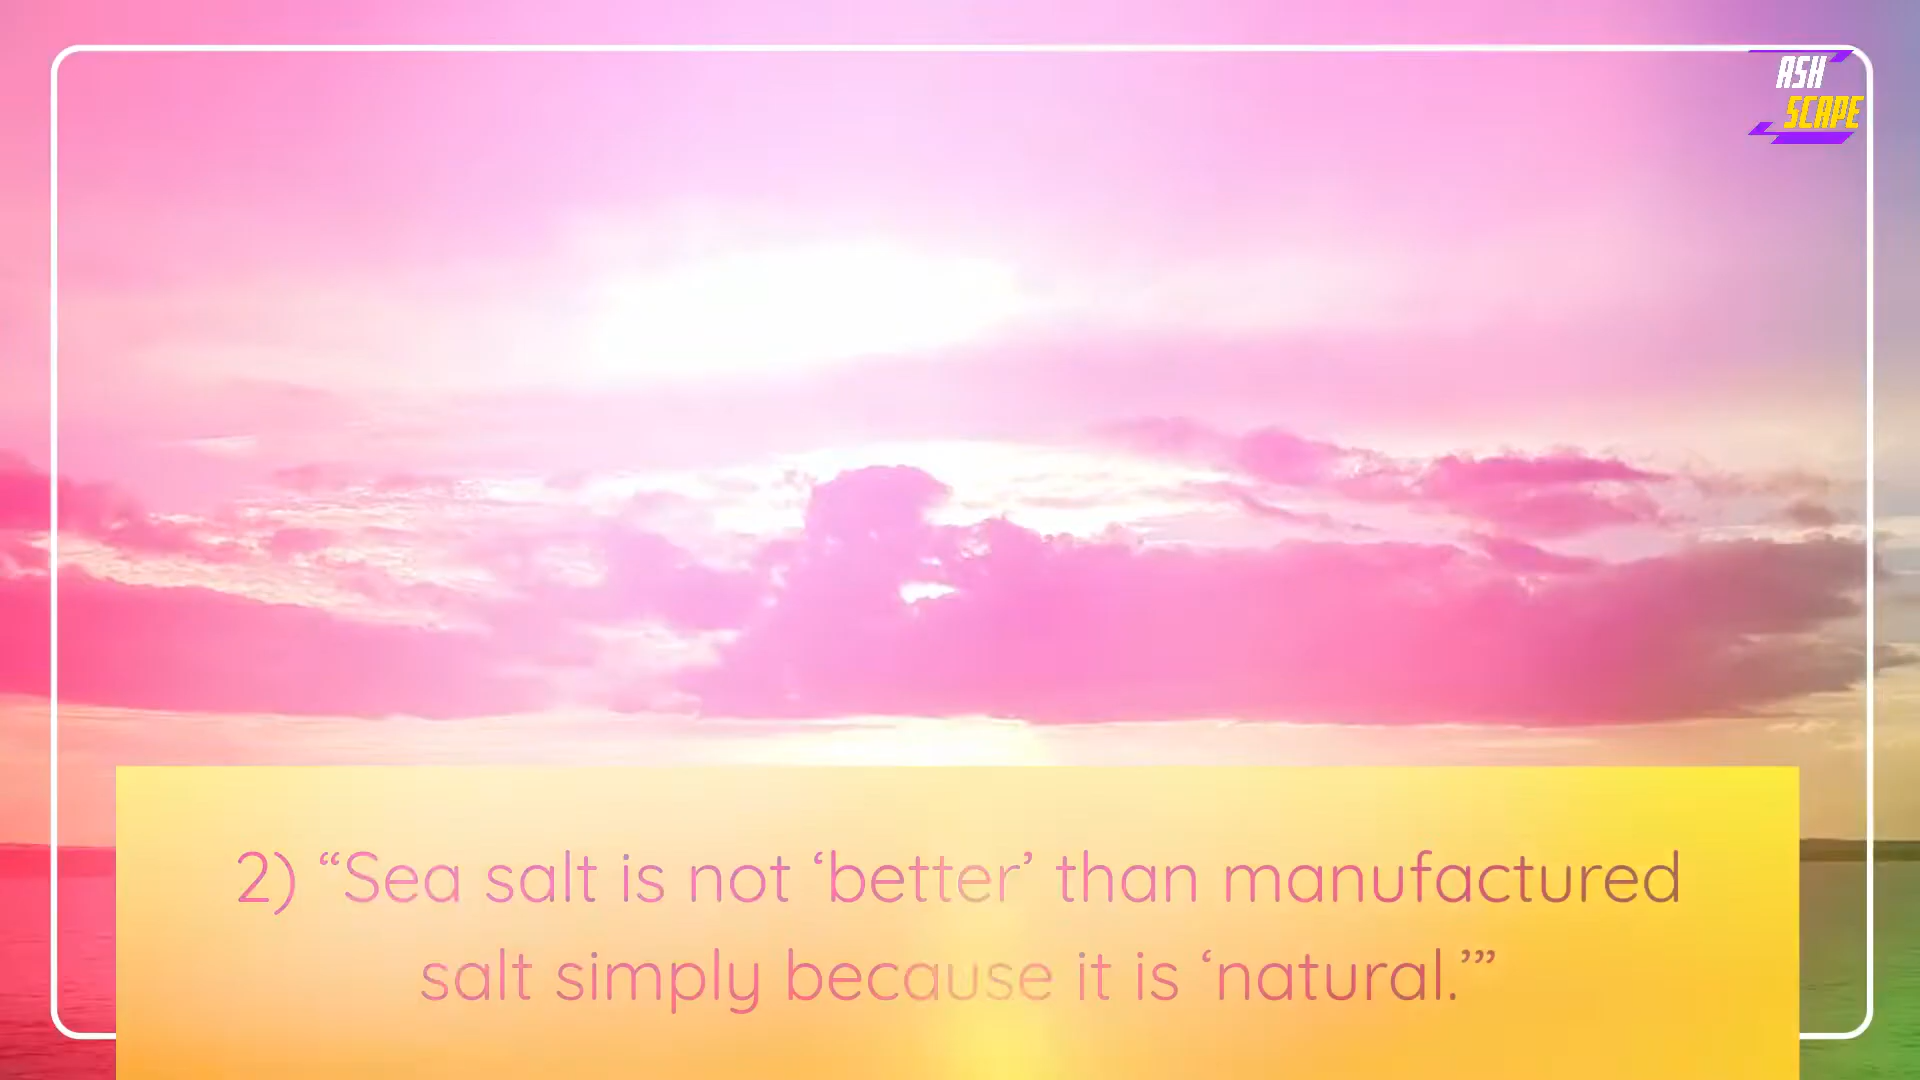 ASH
SCAPE
2) “Sea salt is not ‘better’ than manufactured
salt simply because it is ‘natural.’”